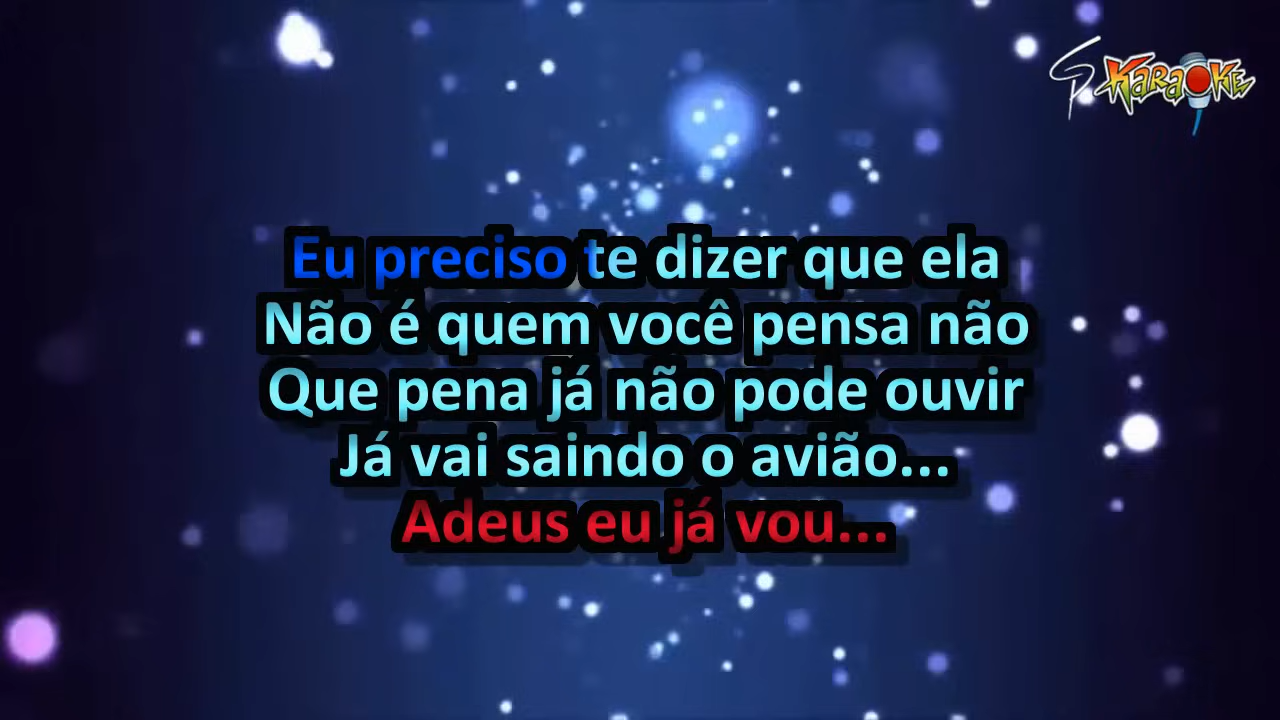 SP KaraoKe
Eu preciso te dizer que ela
Não é quem você pensa não
Que pena já não pode ouvir
Já vai saindo o avião...
Adeus eu já vou...